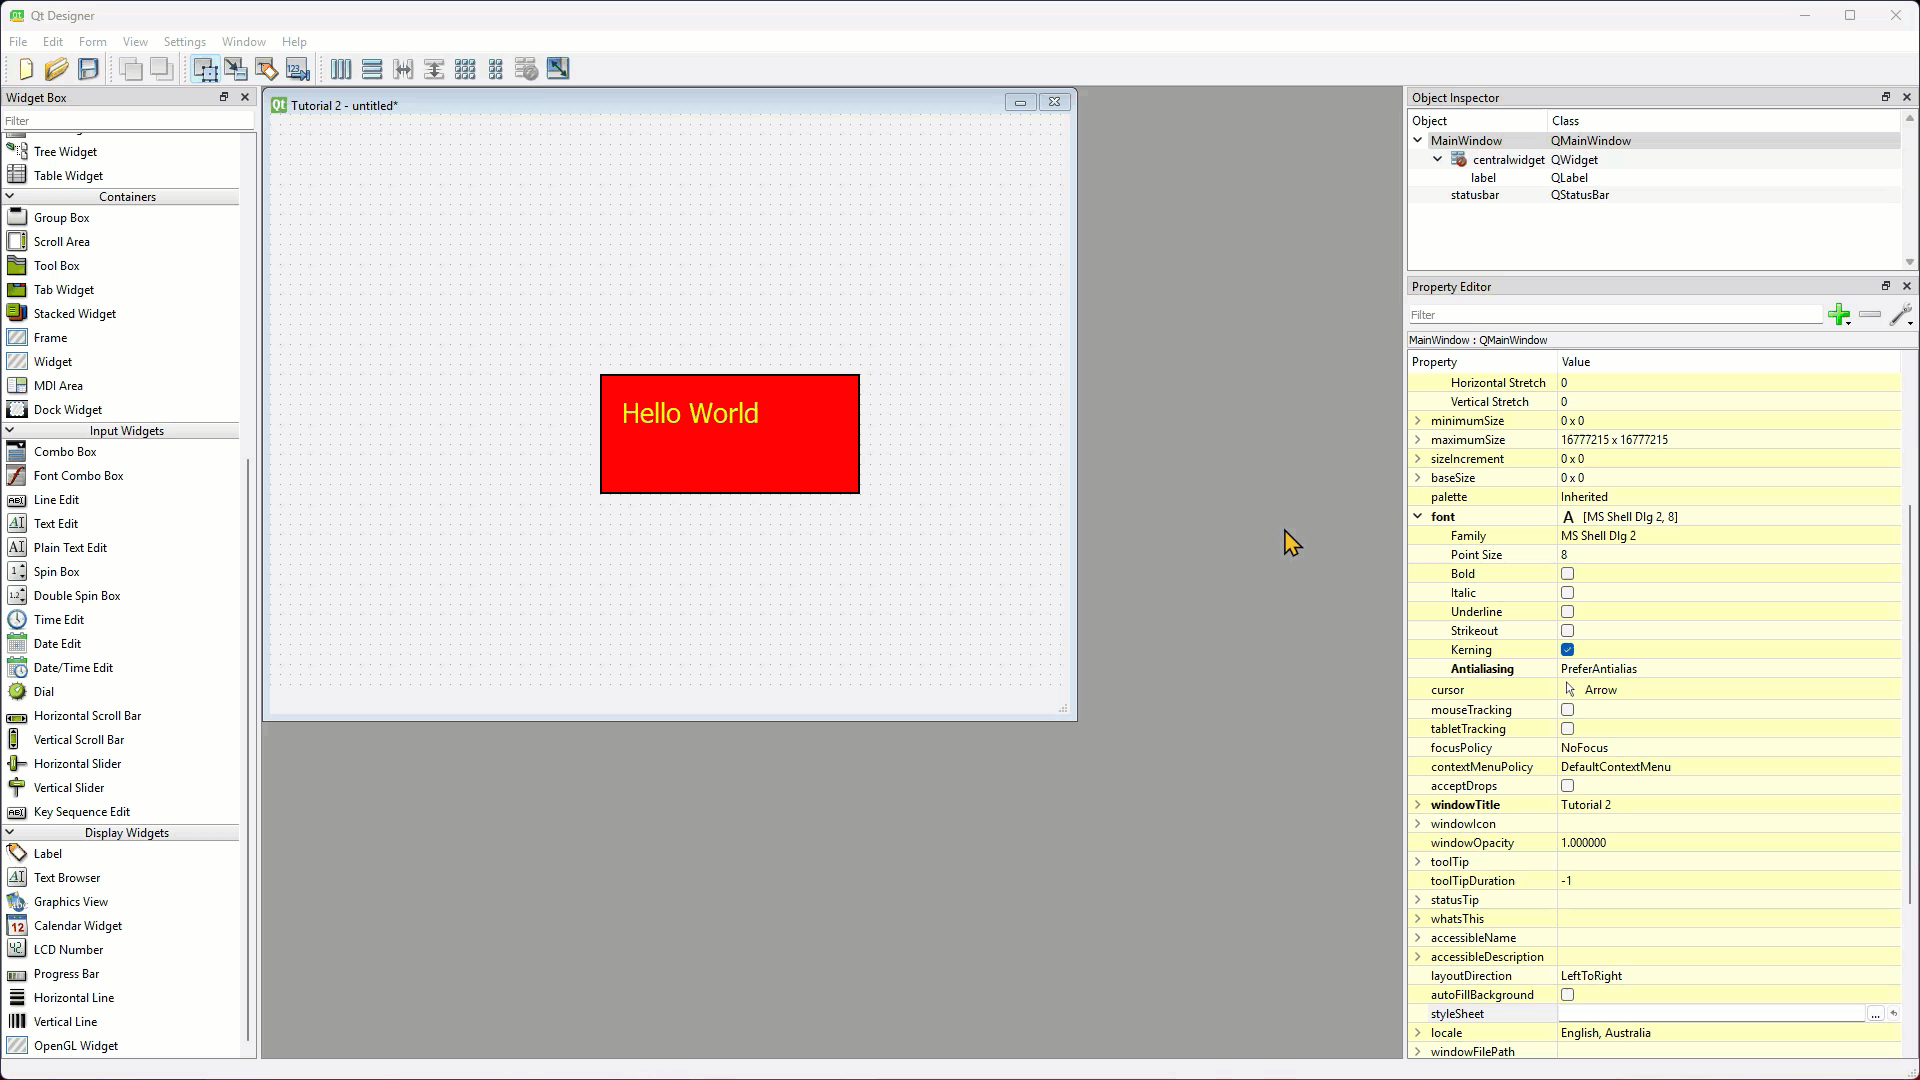 Qt Designer
File Edit Form View Settings Window Help
Widget Box
Filter
Tree Widget
Table Widget
Containers
Group Box
Scroll Area
Tool Box
Tab Widget
Stacked Widget
Frame
Widget
MDI Area
Dock Widget
Input Widgets
Combo Box
Font Combo Box
Line Edit
Text Edit
Plain Text Edit
Spin Box
Double Spin Box
Time Edit
Date Edit
Date/Time Edit
Dial
Horizontal Scroll Bar
Vertical Scroll Bar
Horizontal Slider
Vertical Slider
Key Sequence Edit
Display Widgets
Label
Text Browser
Graphics View
Calendar Widget
LCD Number
Progress Bar
Horizontal Line
Vertical Line
OpenGL Widget
Qt Tutorial 2 - untitled*
Hello World
Object Inspector
Object Class
MainWindow QMainWindow
centralwidget QWidget
label QLabel
statusbar QStatusBar
Property Editor
Filter
MainWindow : QMainWindow
Property Value
Horizontal Stretch 0
Vertical Stretch 0
minimumSize 0 x 0
maximumSize 16777215 x 16777215
sizeIncrement 0 x 0
baseSize 0 x 0
palette Inherited
font A [MS Shell Dlg 2, 8]
Family MS Shell Dlg 2
Point Size 8
Bold
Italic
Underline
Strikeout
Kerning
Antialiasing PreferAntialias
cursor Arrow
mouseTracking
tabletTracking
focusPolicy NoFocus
contextMenuPolicy DefaultContextMenu
acceptDrops
windowTitle Tutorial 2
windowIcon
windowOpacity 1.000000
toolTip
toolTipDuration -1
statusTip
whatsThis
accessibleName
accessibleDescription
layoutDirection LeftToRight
autoFillBackground
styleSheet ...
locale English, Australia
windowFilePath